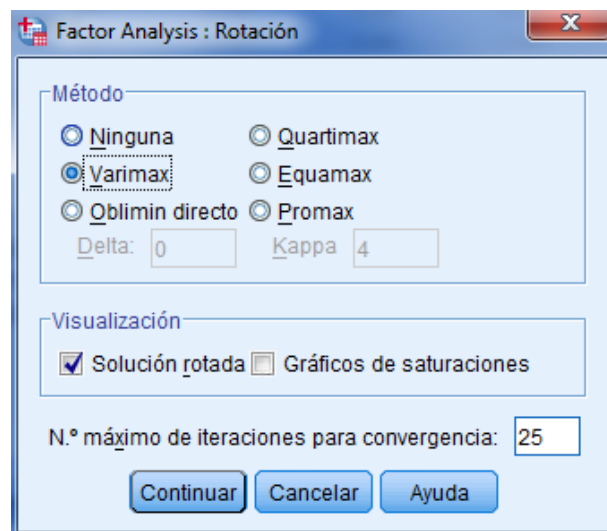 Factor Analysis : Rotación
X
Método
Ninguna Quartimax
Varimax Equamax
Oblimin directo Promax
Delta: 0 Kappa 4
Visualización
Solución rotada Gráficos de saturaciones
N.º máximo de iteraciones para convergencia: 25
Continuar Cancelar Ayuda